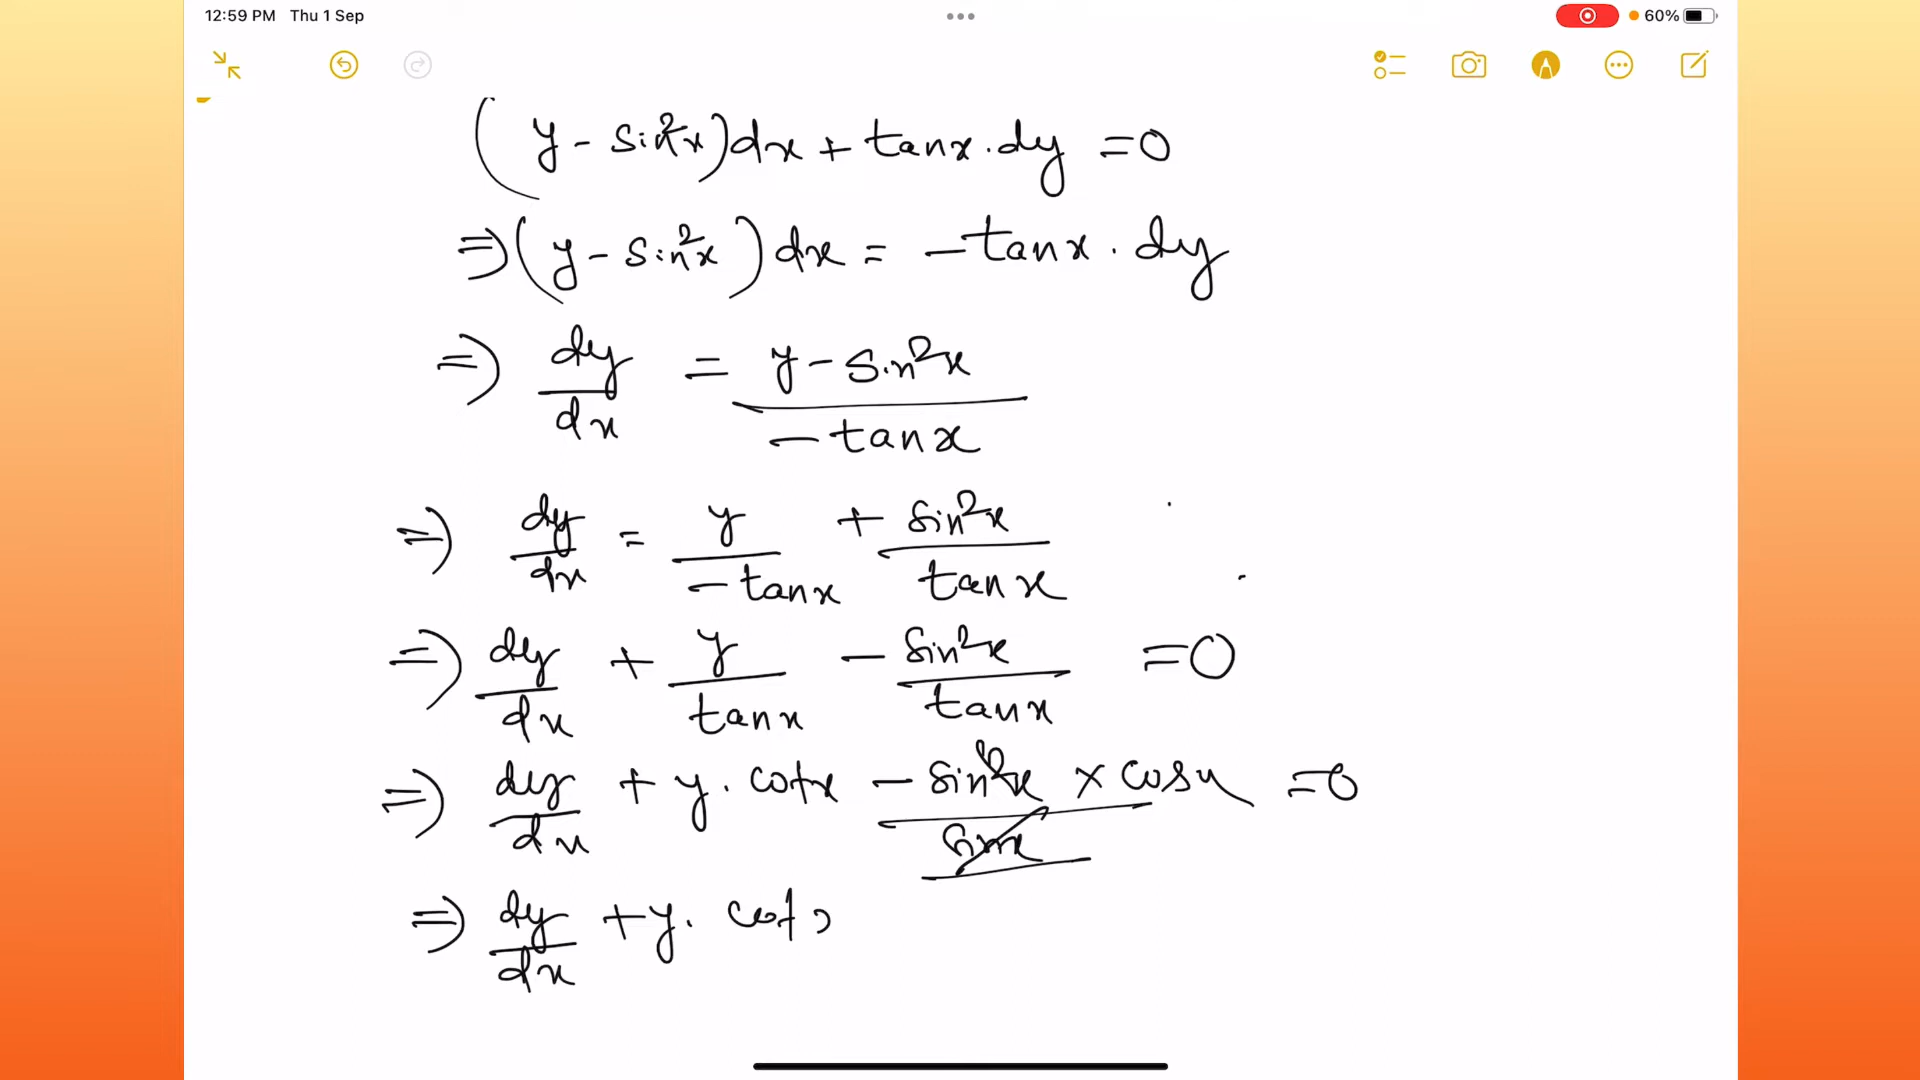 12:59 PM Thu 1 Sep
60%
(y - sin²x)dx + tanx.dy = 0
⇒ (y - sin²x)dx = -tanx . dy
⇒ dy/dx = y - sin²x / -tanx
⇒ dy/dx = y/-tanx + sin²x/tanx
⇒ dy/dx + y/tanx - sin²x/tanx = 0
⇒ dy/dx + y. cotx - sin²x/sinx × cosx = 0
⇒ dy/dx + y. cot